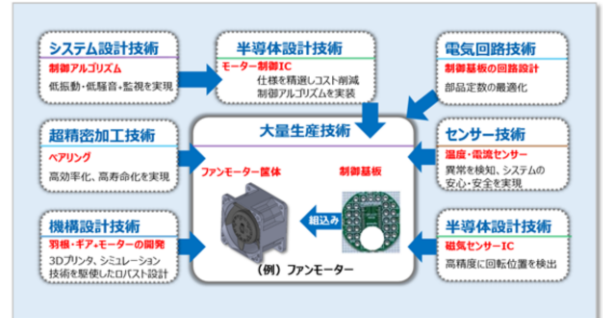 システム設計技術
制御アルゴリズム
低振動・低騒音+監視を実現
半導体設計技術
モーター制御IC
仕様を精選しコスト削減
制御アルゴリズムを実装
電気回路技術
制御基板の回路設計
部品定数の最適化
超精密加工技術
ベアリング
高効率化、高寿命化を実現
大量生産技術
ファンモーター筐体
制御基板
組込み
(例)ファンモーター
センサー技術
温度・電流センサー
異常を検知、システムの
安心・安全を実現
機構設計技術
羽根・ギア+モーターの開発
3Dプリンタ、シミュレーション
技術を駆使したロバスト設計
半導体設計技術
磁気センサーIC
高精度に回転位置を検出